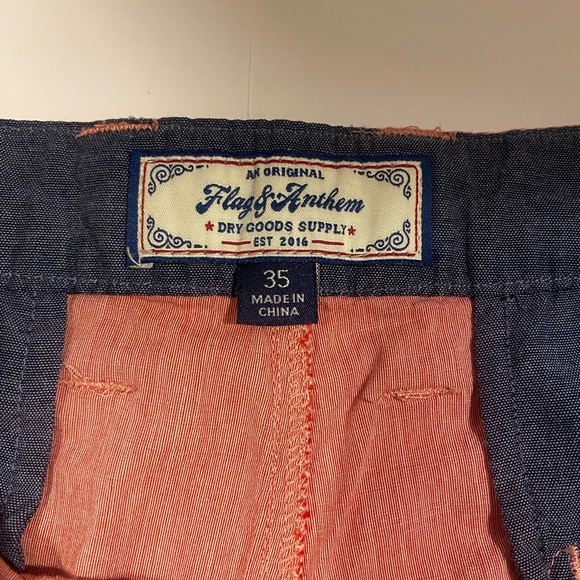 AN ORIGINAL
Flag & Anthem
DRY GOODS SUPPLY
EST 2016
35
MADE IN
CHINA